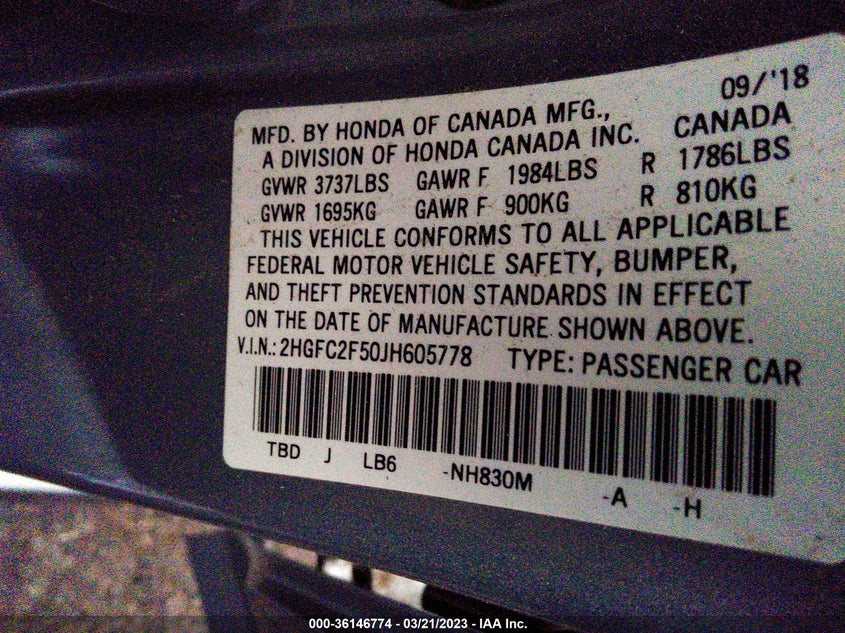 09/'18
MFD. BY HONDA OF CANADA MFG.,
A DIVISION OF HONDA CANADA INC. CANADA
GVWR 3737LBS GAWR F 1984LBS R 1786LBS
GVWR 1695KG GAWR F 900KG R 810KG
THIS VEHICLE CONFORMS TO ALL APPLICABLE
FEDERAL MOTOR VEHICLE SAFETY, BUMPER,
AND THEFT PREVENTION STANDARDS IN EFFECT
ON THE DATE OF MANUFACTURE SHOWN ABOVE.
V.I.N.: 2HGFC2F50JH605778 TYPE: PASSENGER CAR
TBD J LB6 -NH830M -A -H
000-36146774 - 03/21/2023 - IAA Inc.